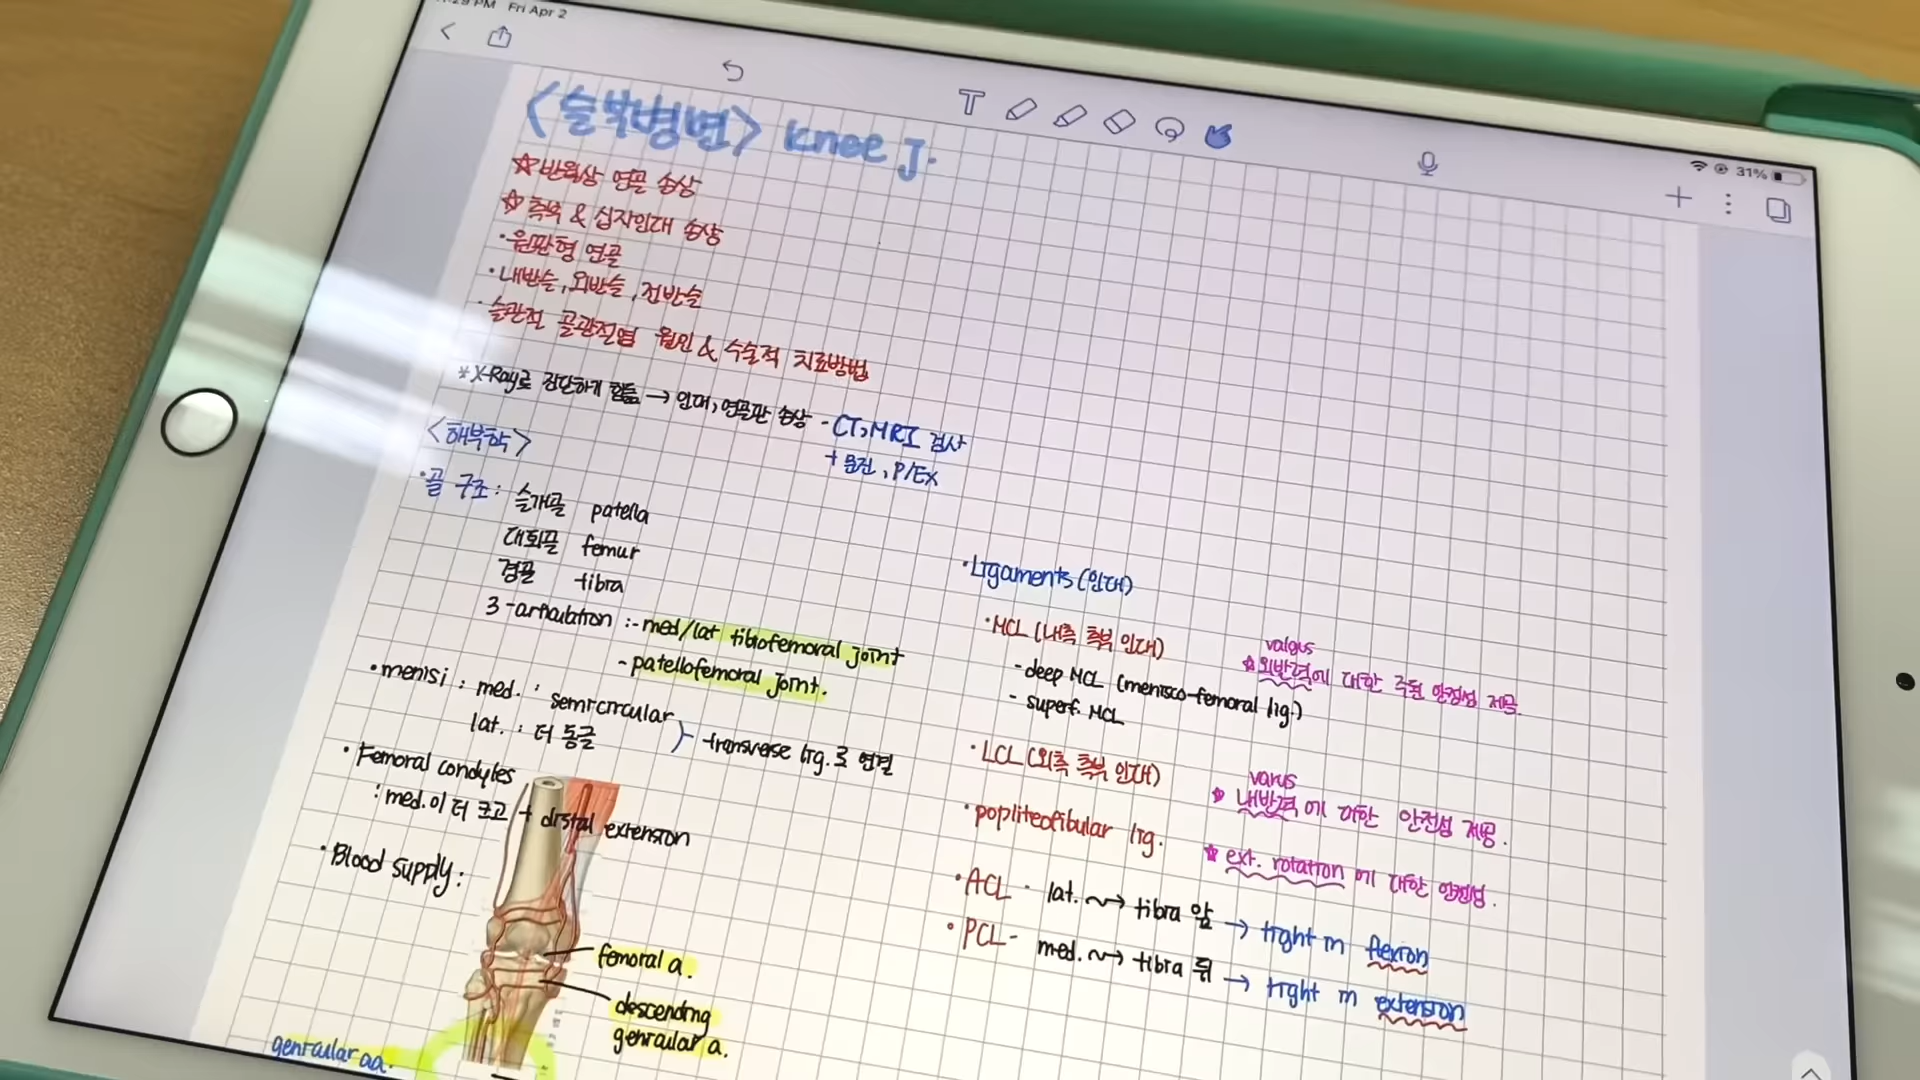 Fri Apr 2
31%
<슬부병변> Knee J.
☆반월상 연골 손상
☆측부 & 십자인대 손상
·원판형 연골
·내반슬, 외반슬, 전반슬
·슬관절 골관절염 원인 & 수술적 치료방법
*X-Ray로 진단하기 힘듦 → 인대, 연골판 손상 - CT, MRI 검사
+ 문진, P/Ex
<해부학>
·골 구조: 슬개골 patella
대퇴골 femur
경골 tibia
3-articulation :- med/lat tibiofemoral joint
- patellofemoral joint.
·menisi : med. : semicircular
lat. : 더 둥글 } transverse lig.로 연결
·Femoral condyles
: med.이 더 크고 + distal extension
·Blood supply:
femoral a.
descending
genicular a.
genicular aa.
·Ligaments (인대)
·MCL (내측 측부 인대)
- deep MCL (menisco-femoral lig.)
- superf. MCL
valgus
☆외반력에 대한 주된 안정성 제공.
·LCL (외측 측부 인대)
varus
☆내반력에 대한 안전성 제공.
·popliteofibular lig.
☆ext. rotation에 대한 안전성.
·ACL - lat. ~> tibia 앞 → tight in flexion
·PCL - med. ~> tibia 뒤 → tight in extension